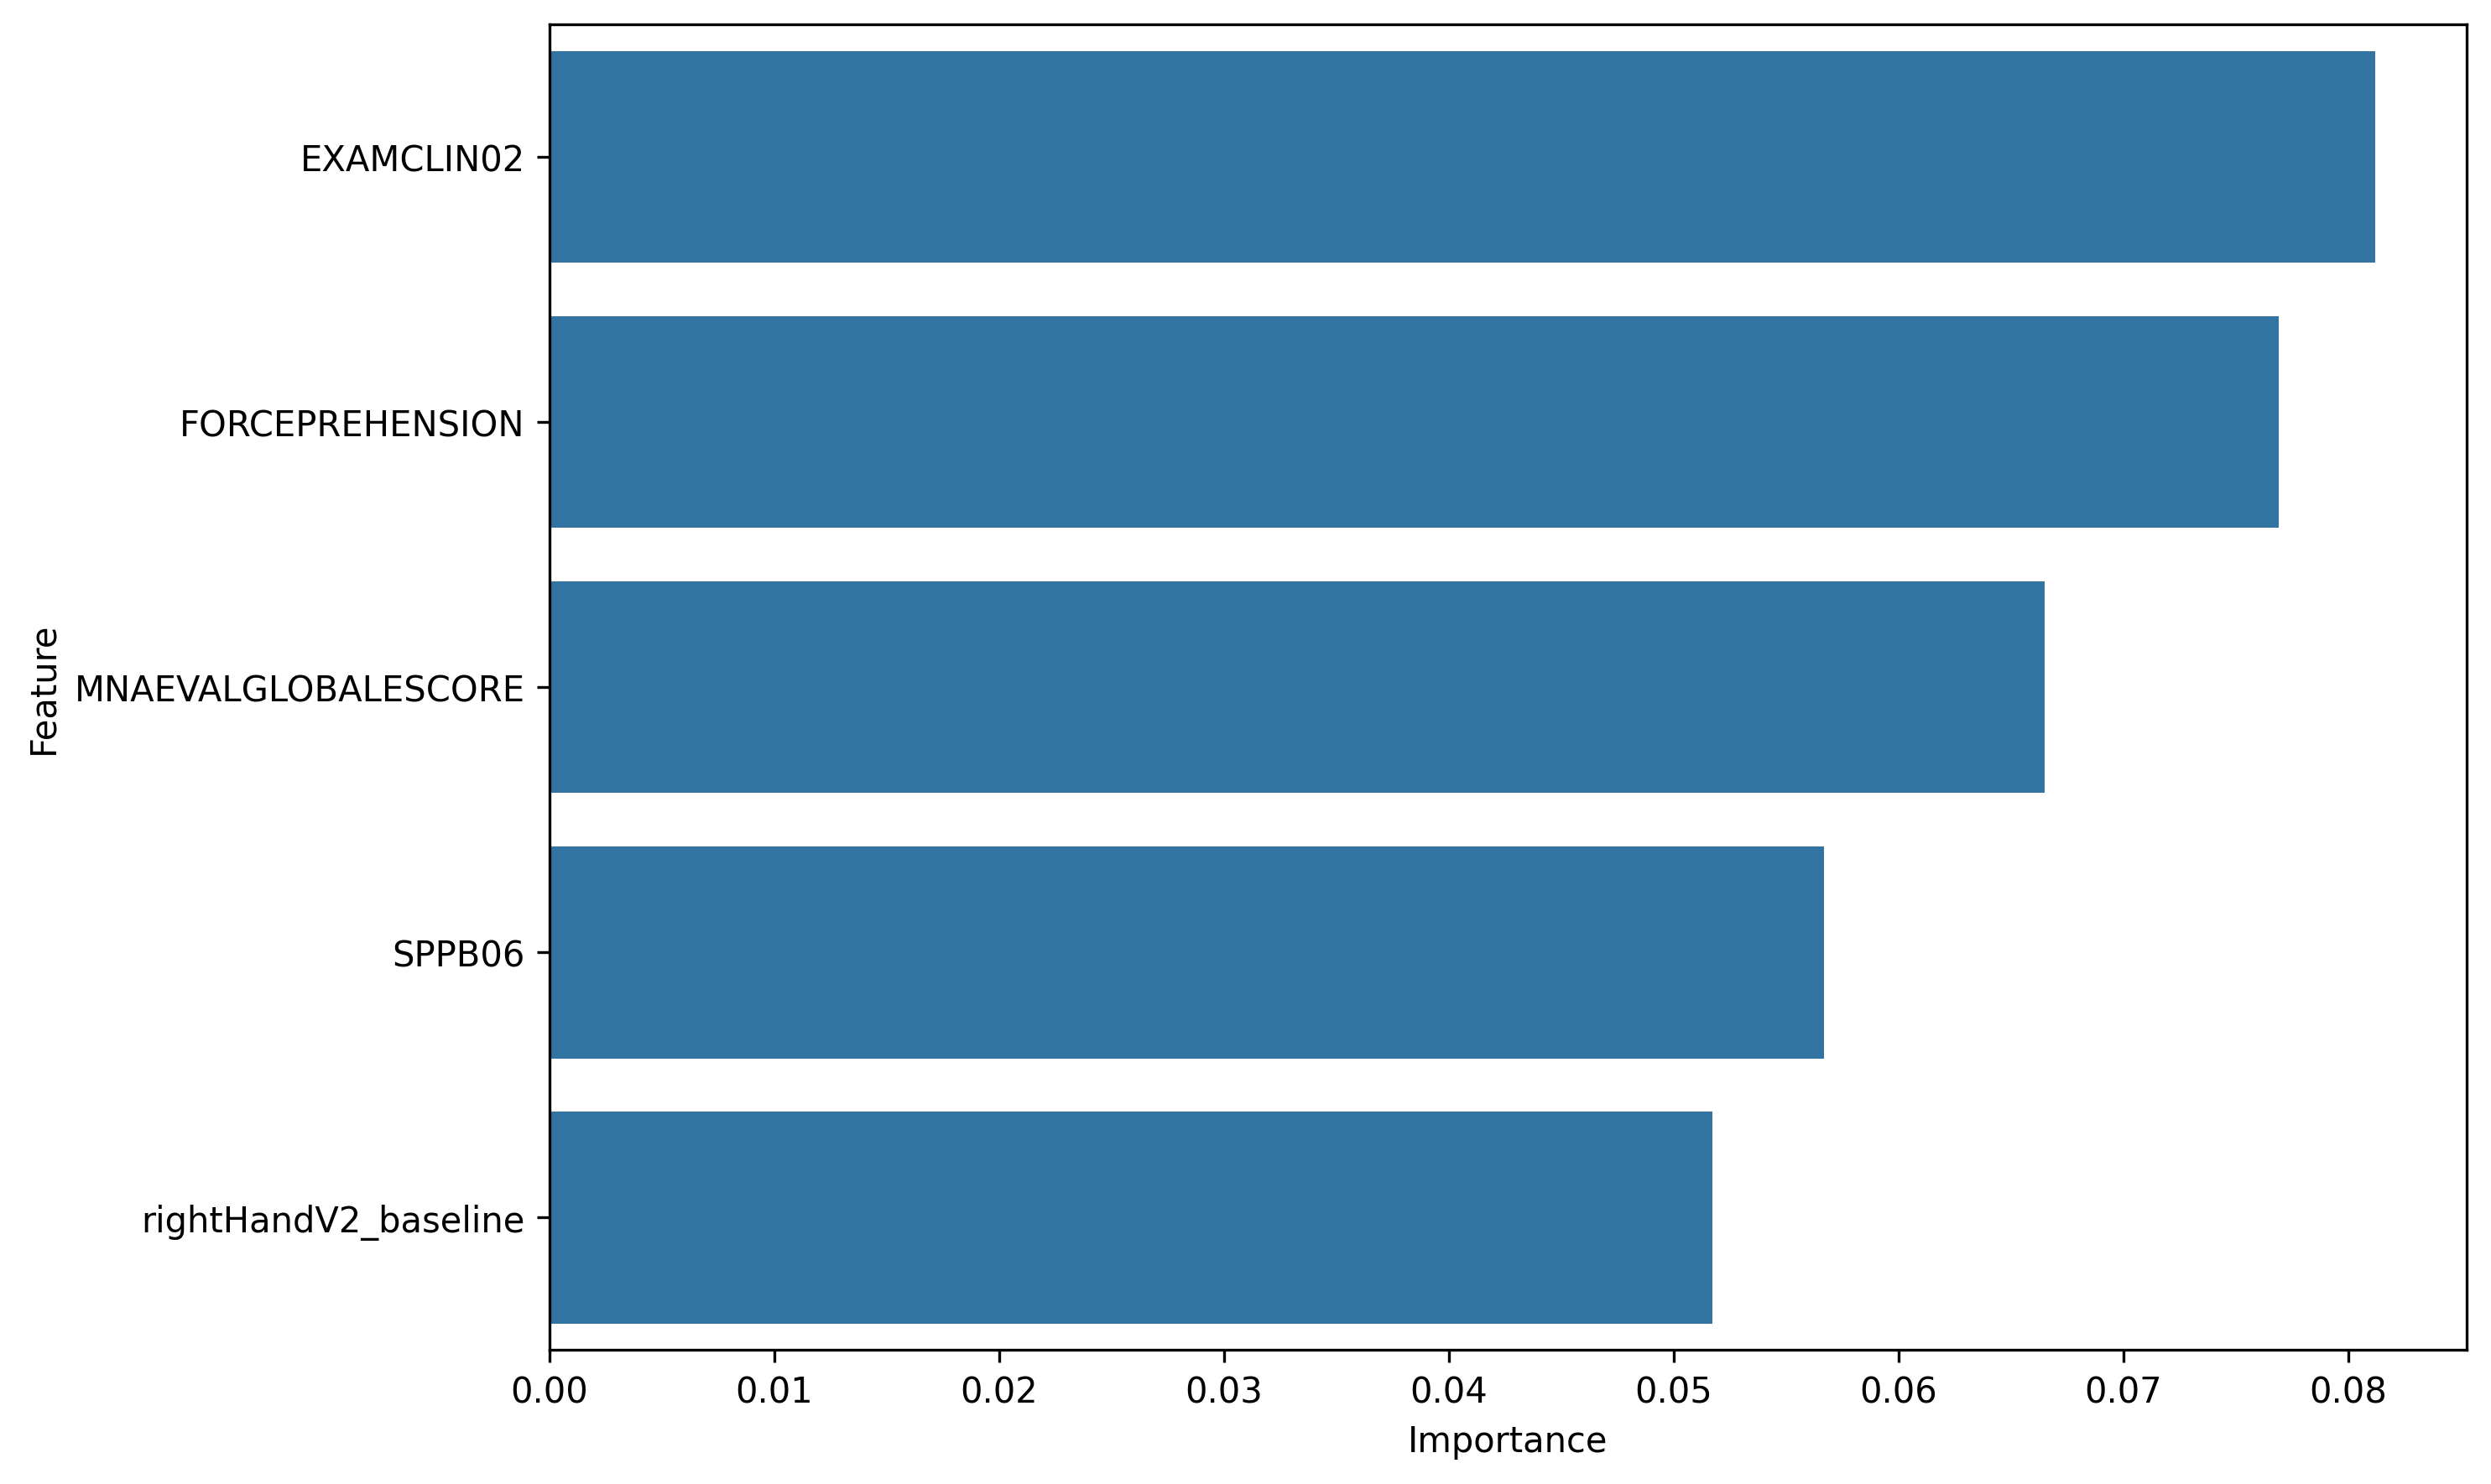 EXAMCLIN02
FORCEPREHENSION
MNAEVALGLOBALESCORE
SPPB06
rightHandV2_baseline
Feature
0.00 0.01 0.02 0.03 0.04 0.05 0.06 0.07 0.08
Importance